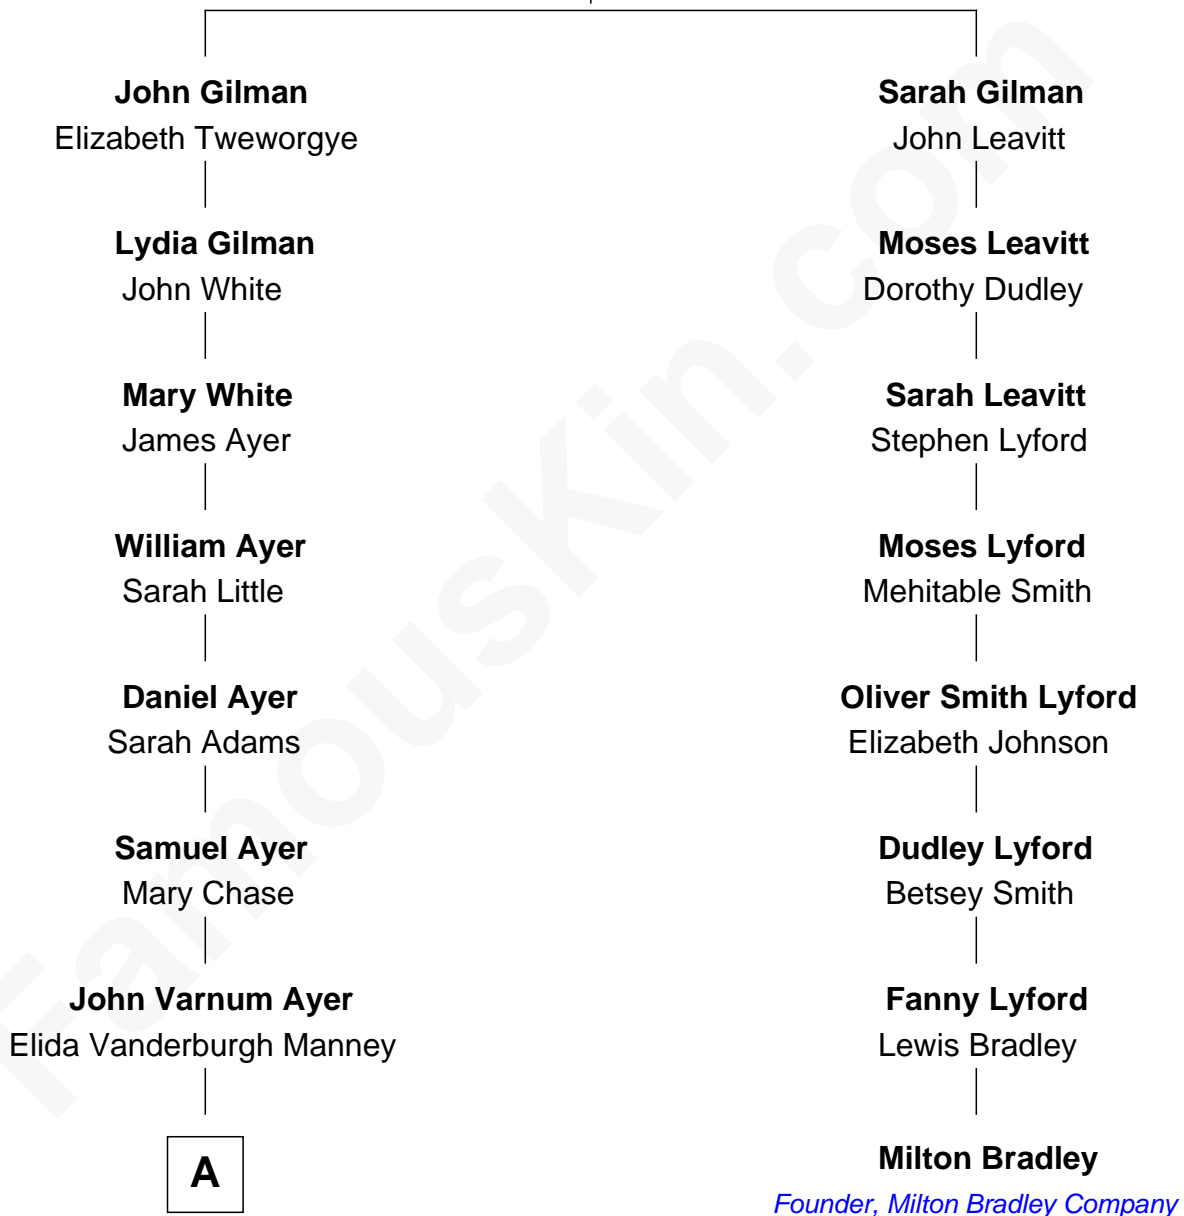 John Gilman
Elizabeth Tweworgye
Lydia Gilman
John White
Mary White
James Ayer
William Ayer
Sarah Little
Daniel Ayer
Sarah Adams
Samuel Ayer
Mary Chase
John Varnum Ayer
Elida Vanderburgh Manney
A
Sarah Gilman
John Leavitt
Moses Leavitt
Dorothy Dudley
Sarah Leavitt
Stephen Lyford
Moses Lyford
Mehitable Smith
Oliver Smith Lyford
Elizabeth Johnson
Dudley Lyford
Betsey Smith
Fanny Lyford
Lewis Bradley
Milton Bradley
Founder, Milton Bradley Company
FamousKin.com